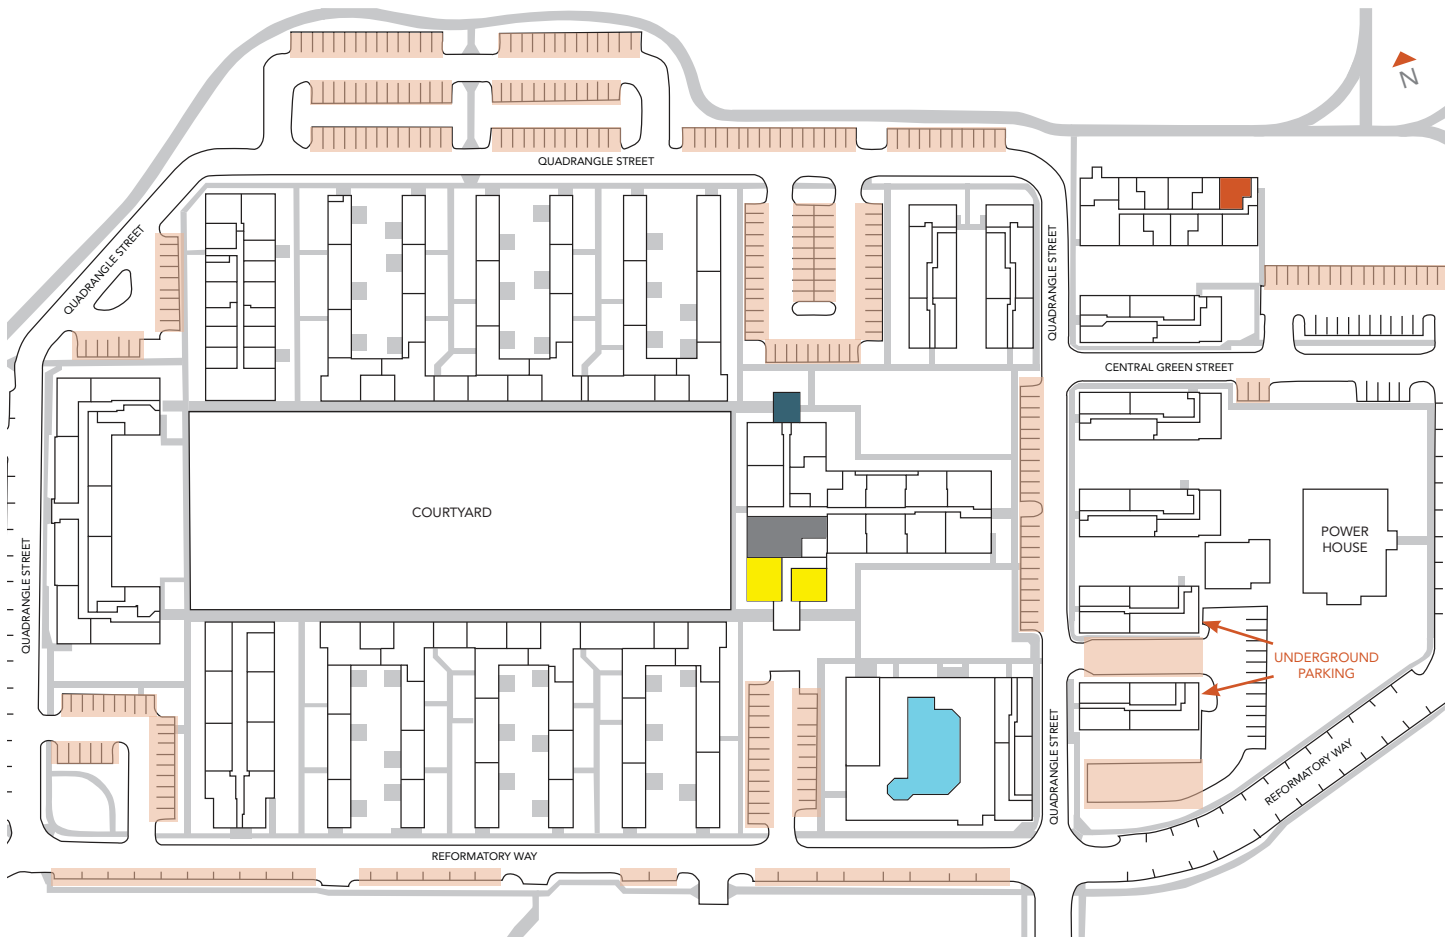 N
QUADRANGLE STREET
QUADRANGLE STREET
QUADRANGLE STREET
CENTRAL GREEN STREET
COURTYARD
POWER
HOUSE
QUADRANGLE STREET
UNDERGROUND
PARKING
QUADRANGLE STREET
REFORMATORY WAY
REFORMATORY WAY